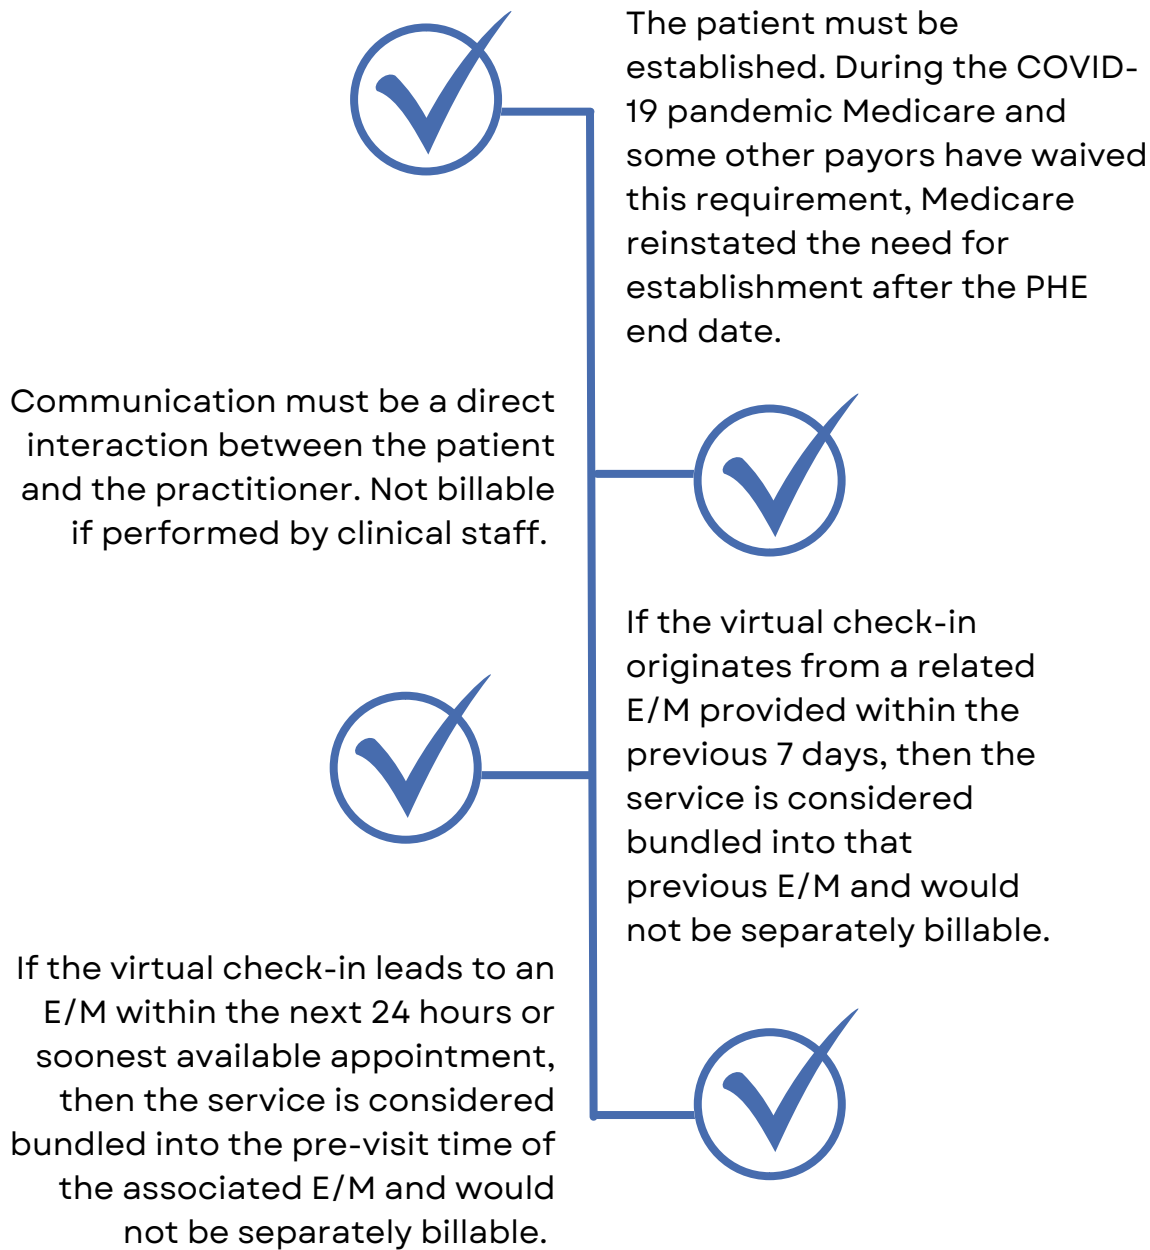 The patient must be
established. During the COVID-
19 pandemic Medicare and
some other payors have waived
this requirement, Medicare
reinstated the need for
establishment after the PHE
end date.
Communication must be a direct
interaction between the patient
and the practitioner. Not billable
if performed by clinical staff.
If the virtual check-in
originates from a related
E/M provided within the
previous 7 days, then the
service is considered
bundled into that
previous E/M and would
not be separately billable.
If the virtual check-in leads to an
E/M within the next 24 hours or
soonest available appointment,
then the service is considered
bundled into the pre-visit time of
the associated E/M and would
not be separately billable.